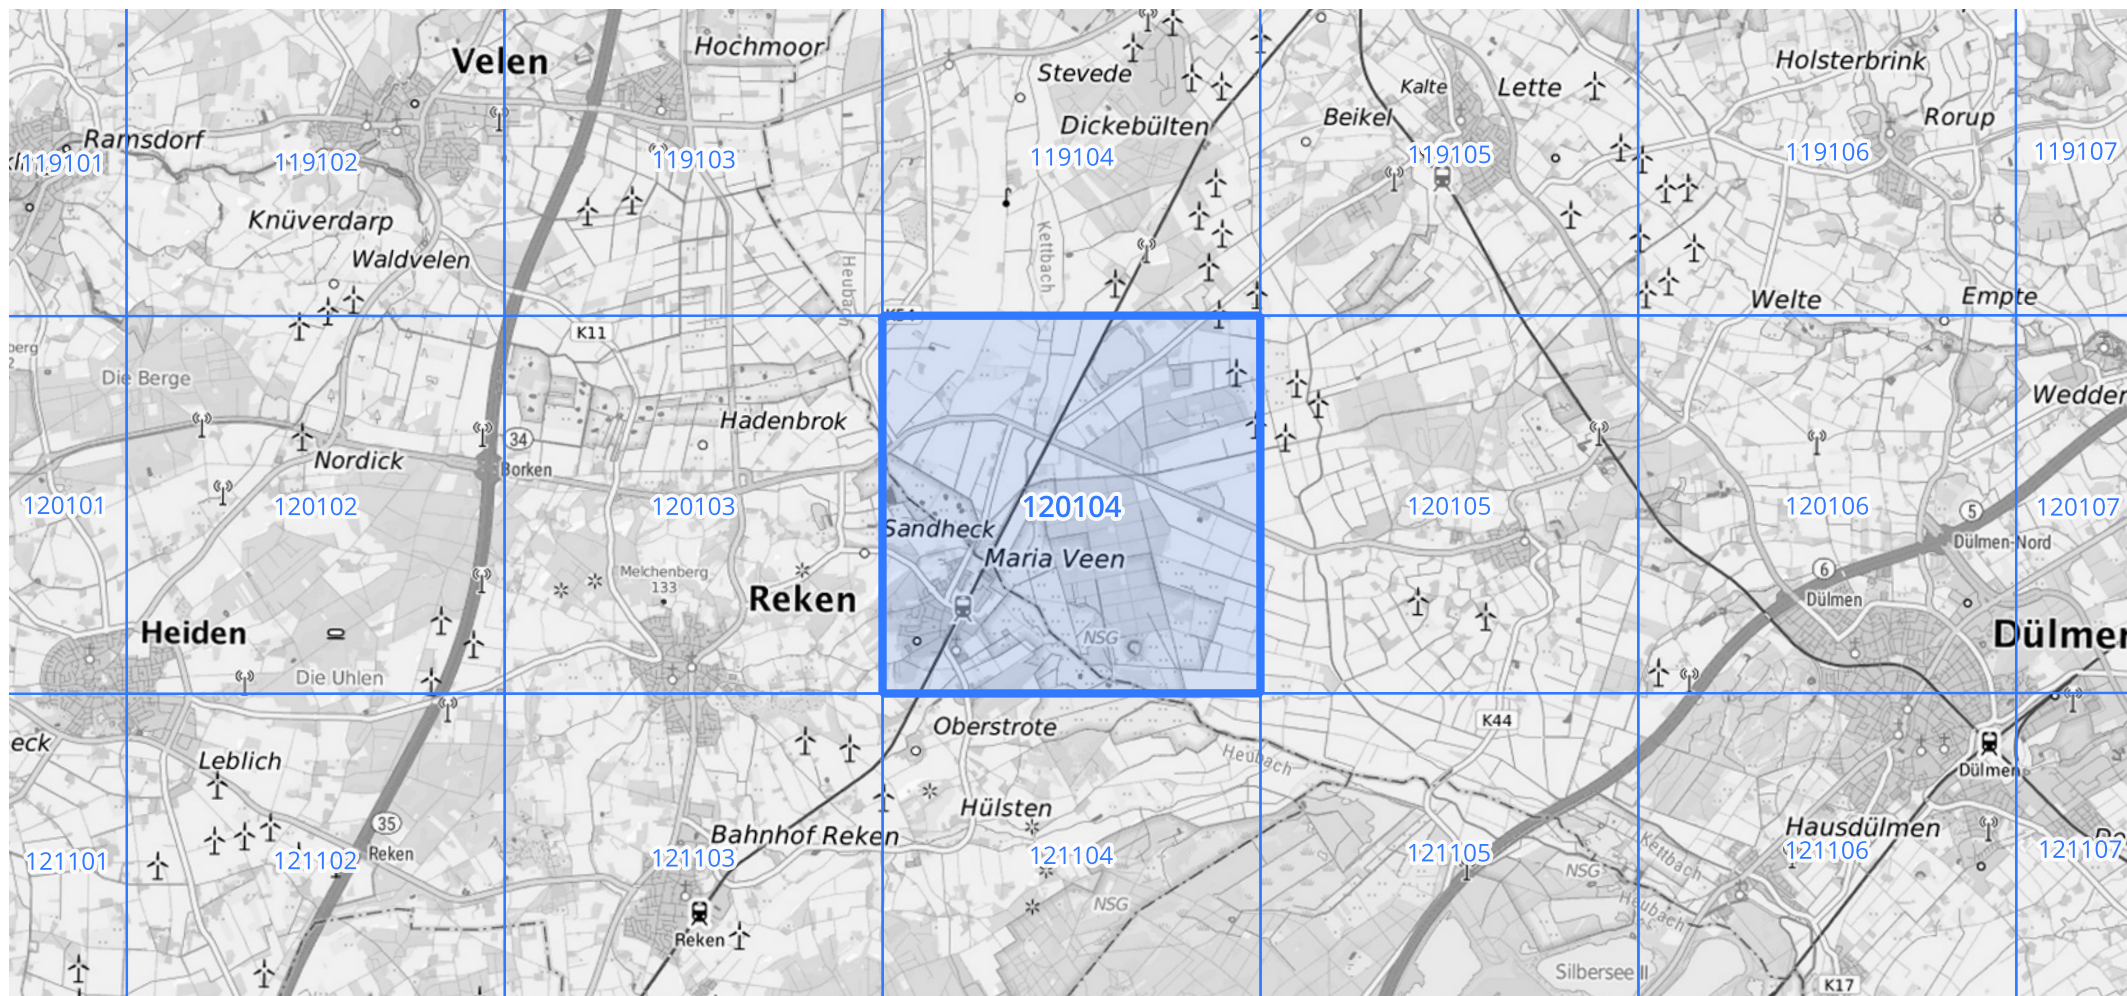 Velen
Hochmoor
Stevede
Kalte
Lette
Holsterbrink
Ramsdorf
Dickebülten
Beikel
Rorup
119101
119102
119103
119104
119105
119106
119107
Knüverdarp
Waldvelen
Kettbach
Heubach
Welte
Empte
K54
K11
berg
2
Die Berge
Hadenbrok
Wedder
34
Nordick
Borken
120101
120102
120103
120104
120105
120106
120107
5
Sandheck
Dülmen-Nord
Maria Veen
Melchenberg
133
6
Reken
Dülmen
Heiden
NSG
Dülmen
Die Uhlen
K44
Oberstrote
eck
Heubach
Leblich
Dülmen
Hülsten
35
Bahnhof Reken
Hausdülmen
Reken
121101
121102
121103
121104
121105
121106
121107
Kettbach
NSG
NSG
Heubach
Reken
Silbersee II
K17